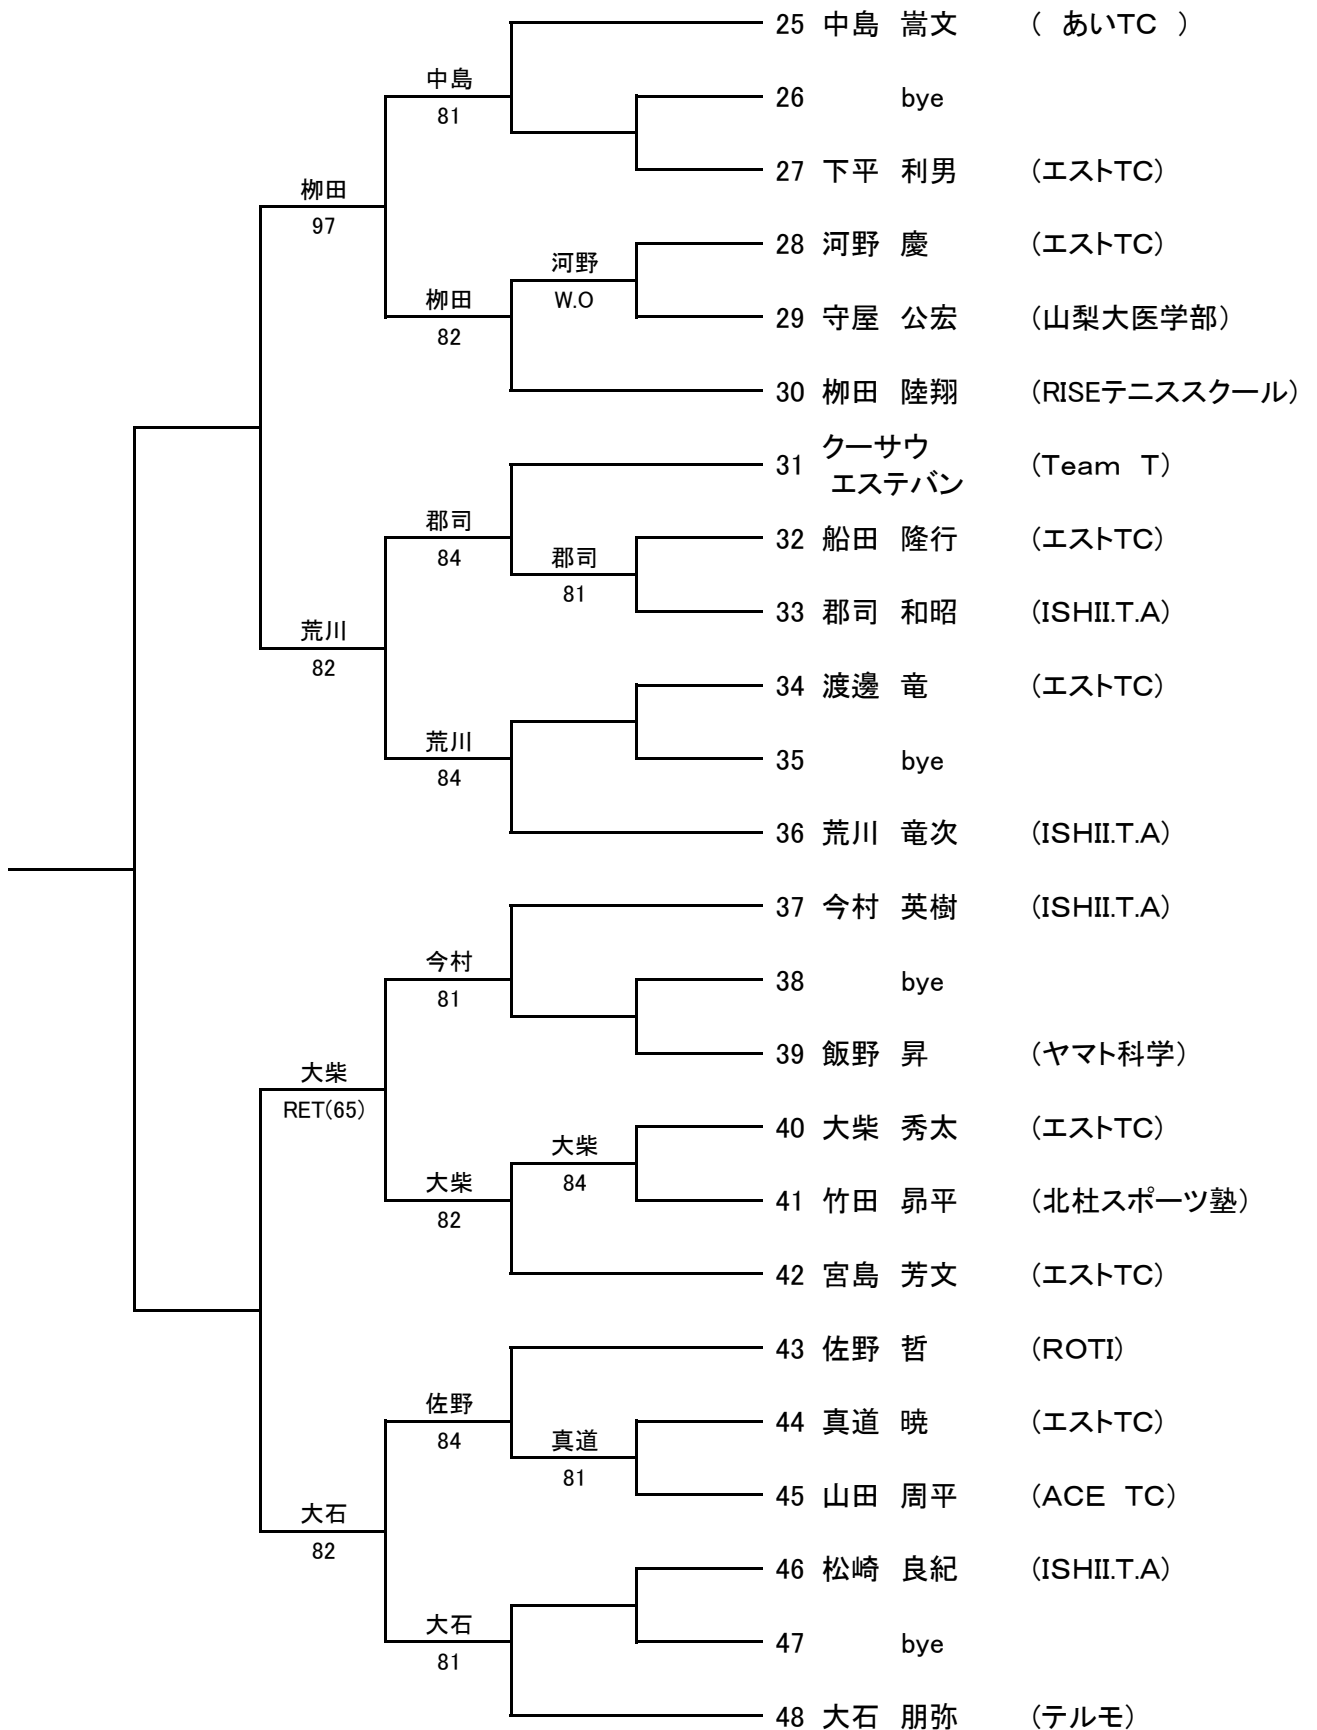 25 中島 嵩文 ( あいTC )
中島
81
26 bye
27 下平 利男 (エストTC)
栁田
97
28 河野 慶 (エストTC)
河野
W.O
栁田
82
29 守屋 公宏 (山梨大医学部)
30 栁田 陸翔 (RISEテニススクール)
31 クーサウ
エステバン (Team T)
郡司
84
32 船田 隆行 (エストTC)
郡司
81
33 郡司 和昭 (ISHII.T.A)
荒川
82
34 渡邊 竜 (エストTC)
荒川
84
35 bye
36 荒川 竜次 (ISHII.T.A)
37 今村 英樹 (ISHII.T.A)
今村
81
38 bye
39 飯野 昇 (ヤマト科学)
大柴
RET(65)
40 大柴 秀太 (エストTC)
大柴
84
大柴
82
41 竹田 昴平 (北杜スポーツ塾)
42 宮島 芳文 (エストTC)
43 佐野 哲 (ROTI)
佐野
84
44 真道 暁 (エストTC)
真道
81
45 山田 周平 (ACE TC)
大石
82
46 松崎 良紀 (ISHII.T.A)
大石
81
47 bye
48 大石 朋弥 (テルモ)